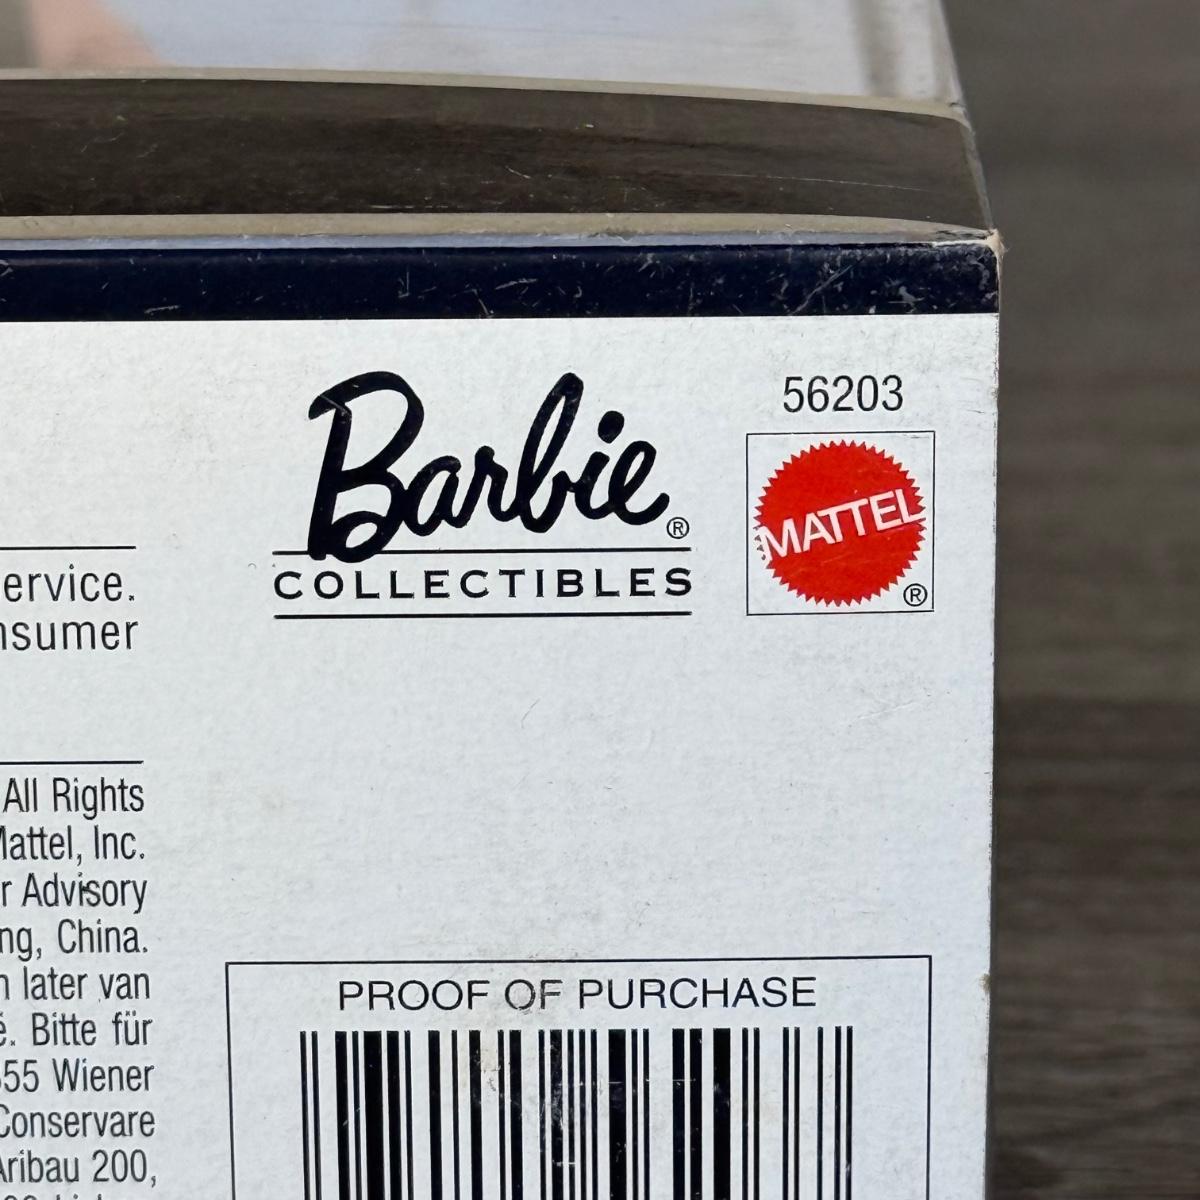 56203
Barbie®
COLLECTIBLES
MATTEL
®
ervice.
nsumer
All Rights
Mattel, Inc.
r Advisory
ng, China.
n later van
é. Bitte für
55 Wiener
Conservare
Aribau 200,
PROOF OF PURCHASE